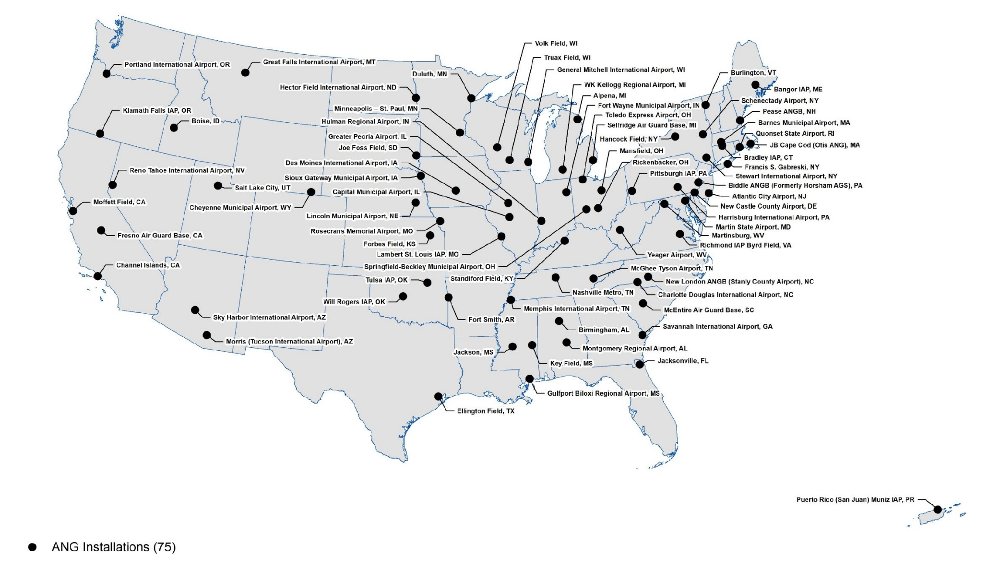 Volk Field, WI
Truax Field, WI
General Mitchell International Airport, WI
WK Kellogg Regional Airport, MI
Alpena, MI
Fort Wayne Municipal Airport, IN
Toledo Express Airport, OH
Selfridge Air Guard Base, MI
Hancock Field, NY
Mansfield, OH
Rickenbacker, OH
Pittsburgh IAP, PA
Portland International Airport, OR
Great Falls International Airport, MT
Klamath Falls IAP, OR
Boise, ID
Reno Tahoe International Airport, NV
Salt Lake City, UT
Moffett Field, CA
Cheyenne Municipal Airport, WY
Fresno Air Guard Base, CA
Channel Islands, CA
Sky Harbor International Airport, AZ
Morris (Tucson International Airport), AZ
Duluth, MN
Hector Field International Airport, ND
Minneapolis – St. Paul, MN
Hulman Regional Airport, IN
Greater Peoria Airport, IL
Joe Foss Field, SD
Des Moines International Airport, IA
Sioux Gateway Municipal Airport, IA
Capital Municipal Airport, IL
Lincoln Municipal Airport, NE
Rosecrans Memorial Airport, MO
Forbes Field, KS
Lambert St. Louis IAP, MO
Springfield-Beckley Municipal Airport, OH
Standiford Field, KY
Tulsa IAP, OK
Will Rogers IAP, OK
Fort Smith, AR
Jackson, MS
Ellington Field, TX
Burlington, VT
Bangor IAP, ME
Schenectady Airport, NY
Pease ANGB, NH
Barnes Municipal Airport, MA
Quonset State Airport, RI
JB Cape Cod (Otis ANG), MA
Bradley IAP, CT
Francis S. Gabreski, NY
Stewart International Airport, NY
Biddle ANGB (Formerly Horsham AGS), PA
Atlantic City Airport, NJ
New Castle County Airport, DE
Harrisburg International Airport, PA
Martin State Airport, MD
Martinsburg, WV
Richmond IAP Byrd Field, VA
Yeager Airport, WV
McGhee Tyson Airport, TN
New London ANGB (Stanly County Airport), NC
Nashville Metro, TN
Charlotte Douglas International Airport, NC
Memphis International Airport, TN
McEntire Air Guard Base, SC
Birmingham, AL
Savannah International Airport, GA
Montgomery Regional Airport, AL
Key Field, MS
Jacksonville, FL
Gulfport Biloxi Regional Airport, MS
Puerto Rico (San Juan) Muniz IAP, PR
ANG Installations (75)